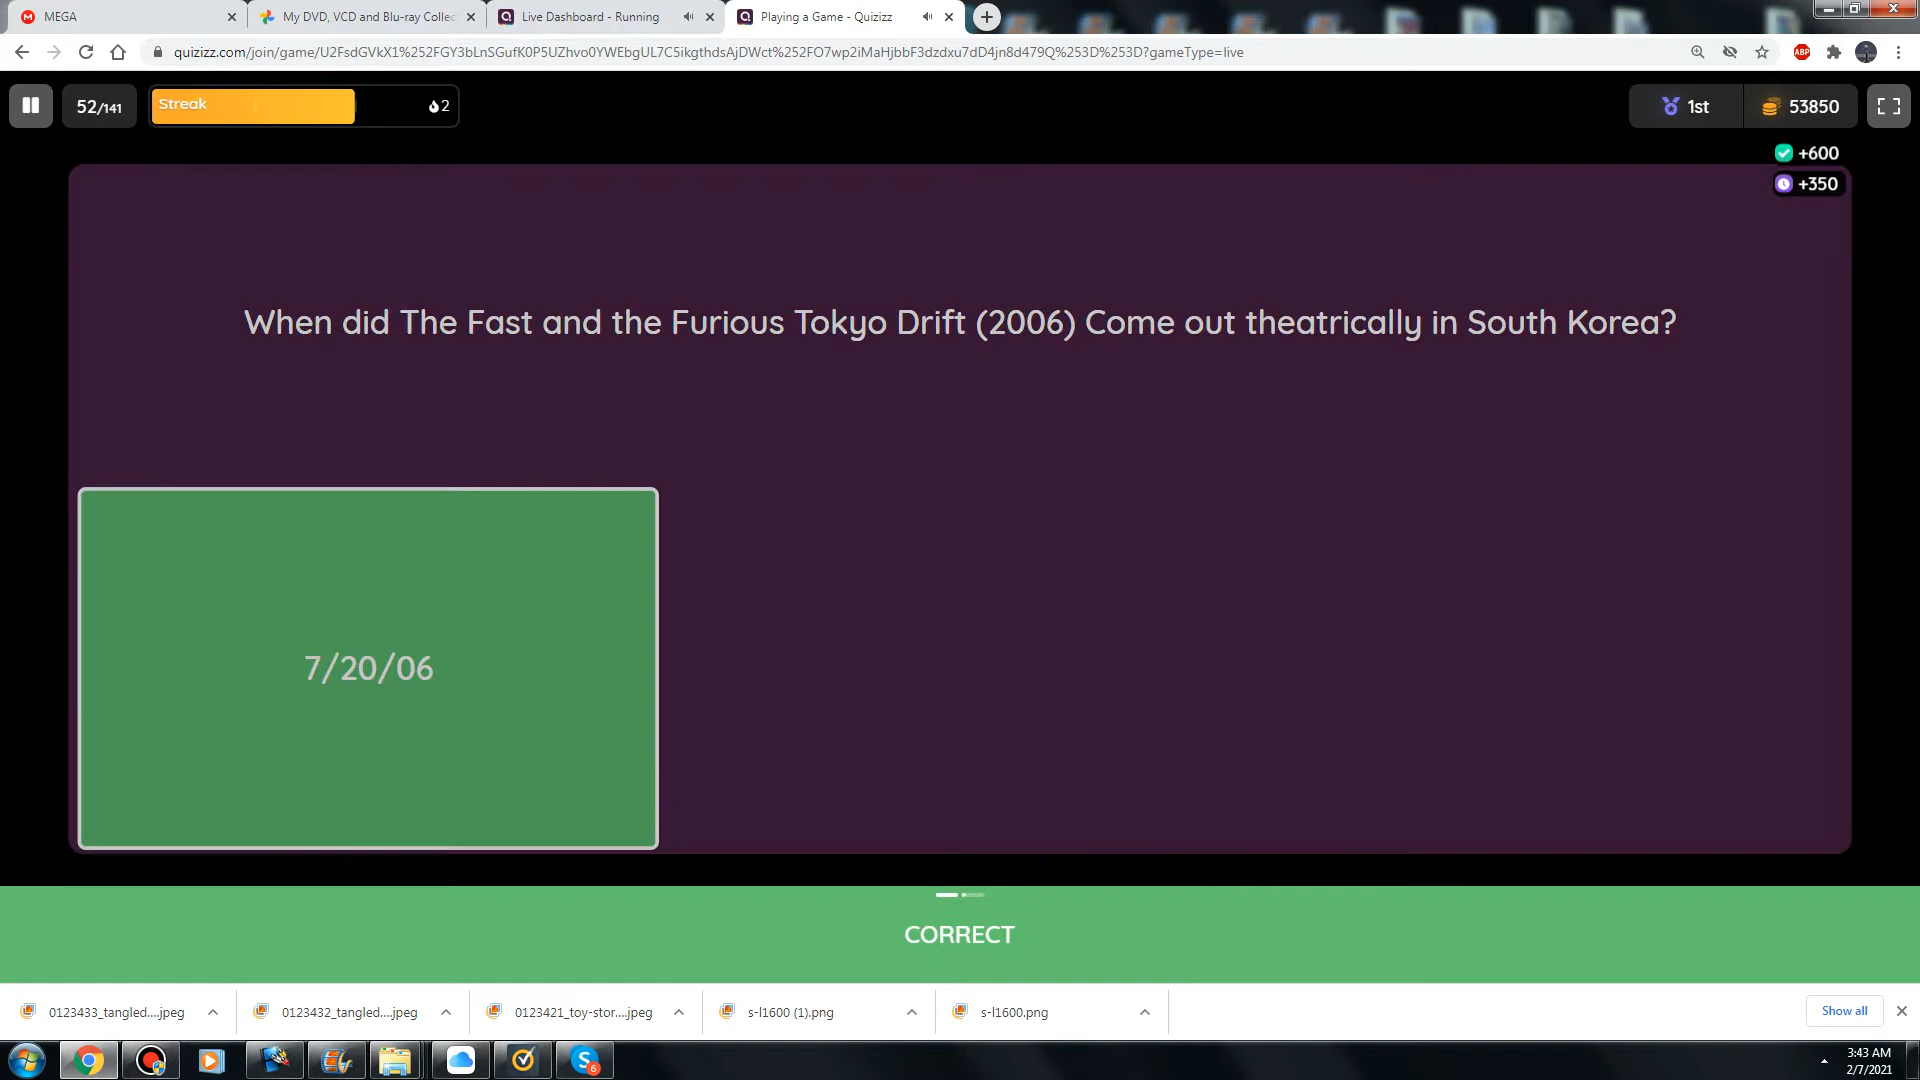 MEGA
My DVD, VCD and Blu-ray Collec
Live Dashboard - Running
Playing a Game - Quizizz
quizizz.com/join/game/U2FsdGVkX1%252FGY3bLnSGufK0P5UZhvo0YWEbgUL7C5ikgthdsAjDWct%252FO7wp2iMaHjbbF3dzdxu7dD4jn8d479Q%253D%253D?gameType=live
ABP
52/141
Streak
2
1st
53850
+600
+350
When did The Fast and the Furious Tokyo Drift (2006) Come out theatrically in South Korea?
7/20/06
CORRECT
0123433_tangled....jpeg
0123432_tangled....jpeg
0123421_toy-stor....jpeg
s-l1600 (1).png
s-l1600.png
Show all
6
3:43 AM
2/7/2021